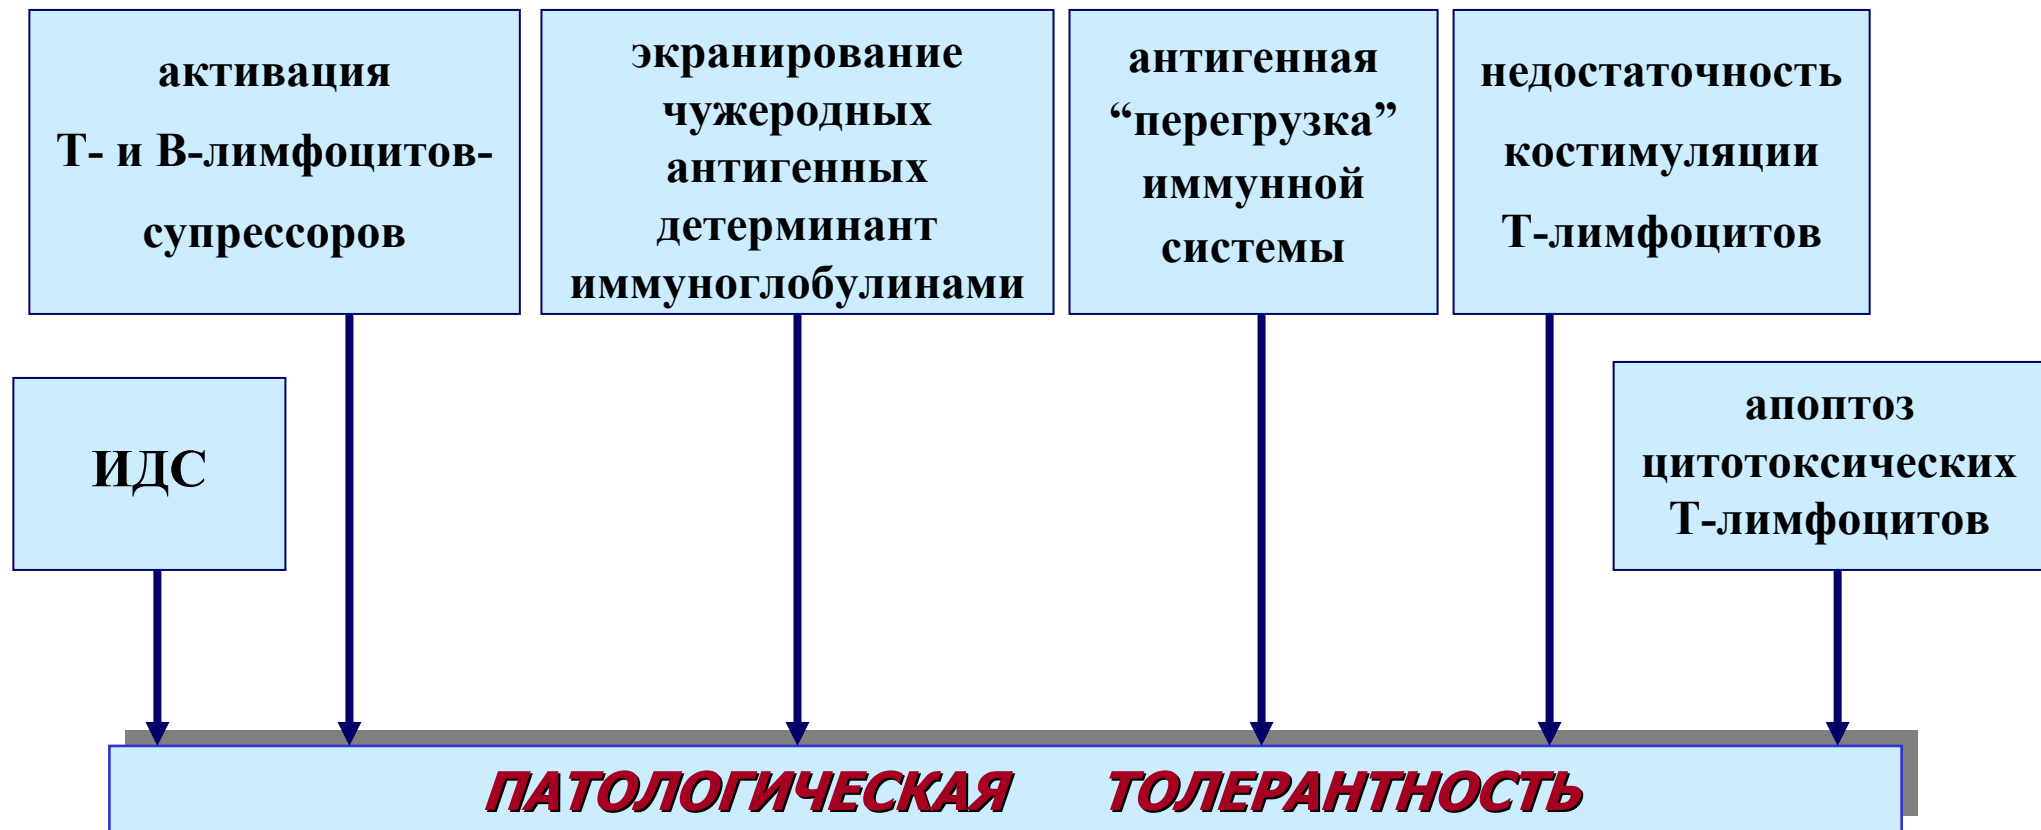 активация
Т- и В-лимфоцитов-
супрессоров
экранирование
чужеродных
антигенных
детерминант
иммуноглобулинами
антигенная
“перегрузка”
иммунной
системы
недостаточность
костимуляции
Т-лимфоцитов
ИДС
апоптоз
цитотоксических
Т-лимфоцитов
ПАТОЛОГИЧЕСКАЯ ТОЛЕРАНТНОСТЬ